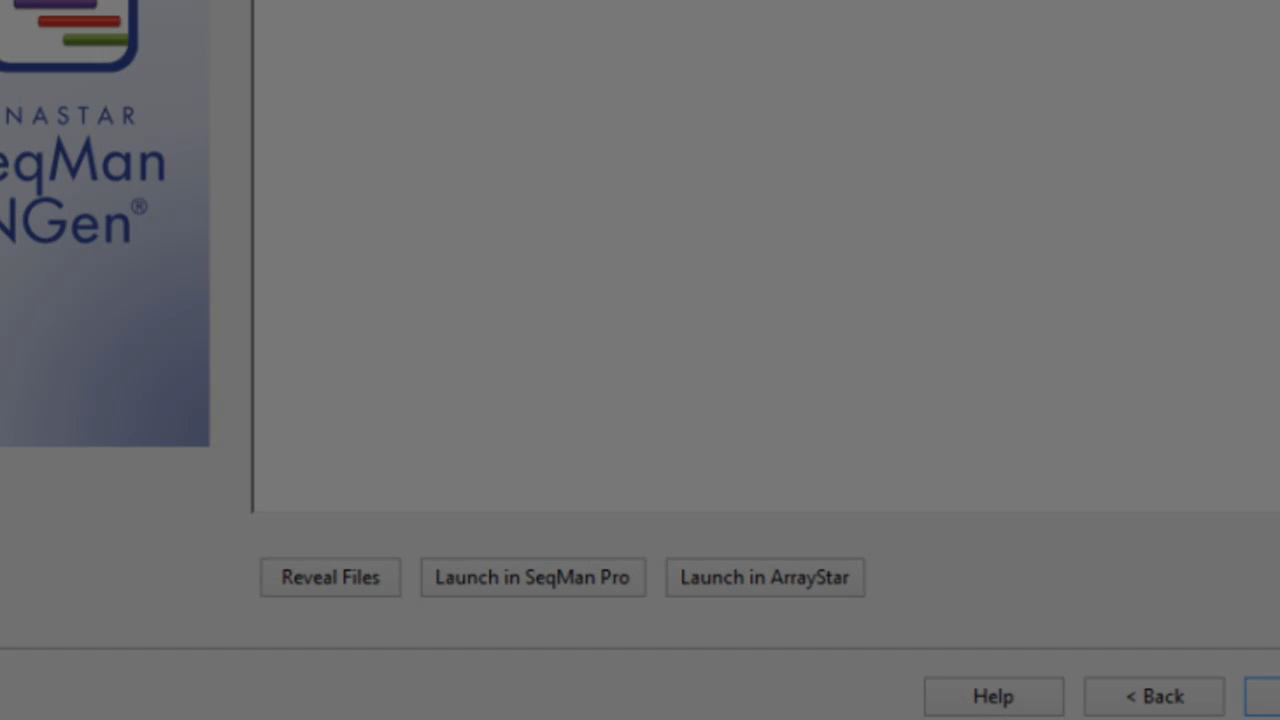 NASTAR
eqMan
NGen®
Reveal Files
Launch in SeqMan Pro
Launch in ArrayStar
Help
< Back